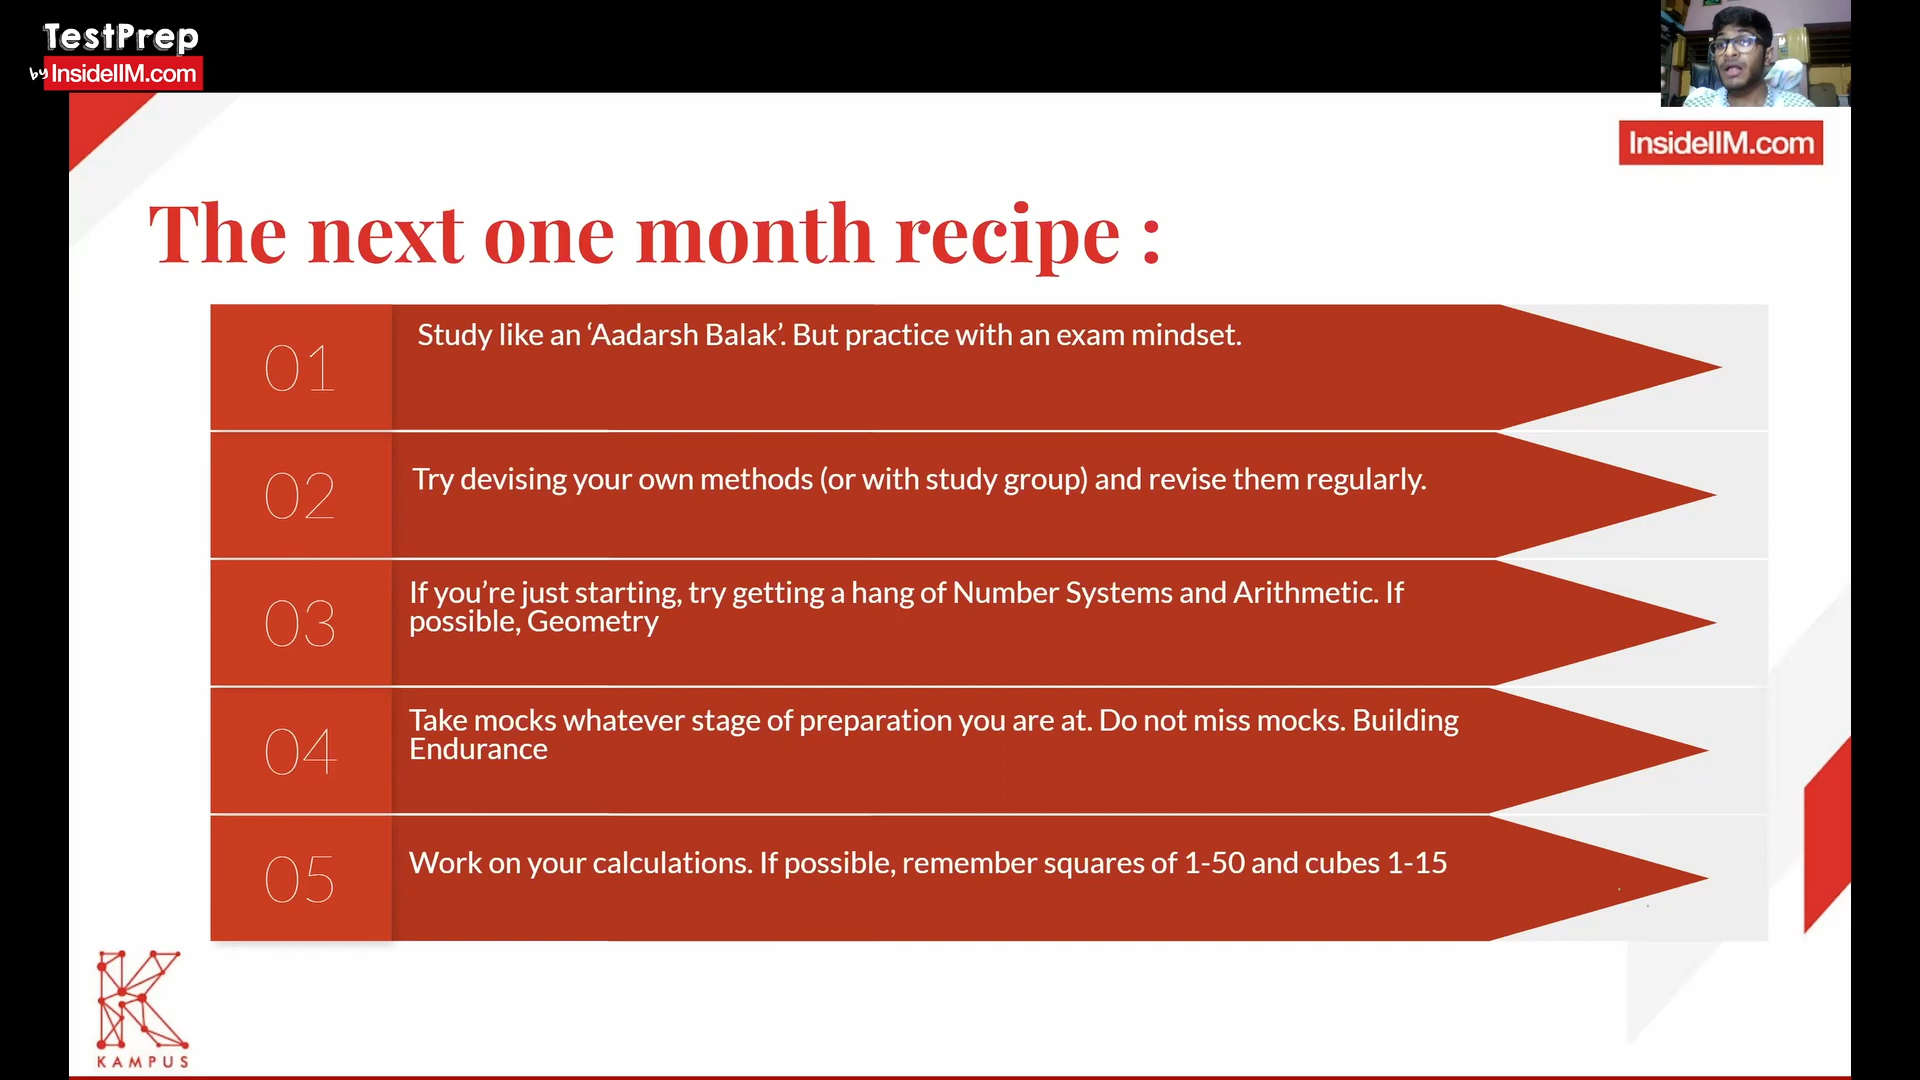 TestPrep
by InsideIIM.com
InsideIIM.com
The next one month recipe :
01
Study like an ‘Aadarsh Balak’. But practice with an exam mindset.
02
Try devising your own methods (or with study group) and revise them regularly.
03
If you’re just starting, try getting a hang of Number Systems and Arithmetic. If
possible, Geometry
04
Take mocks whatever stage of preparation you are at. Do not miss mocks. Building
Endurance
05
Work on your calculations. If possible, remember squares of 1-50 and cubes 1-15
KAMPUS